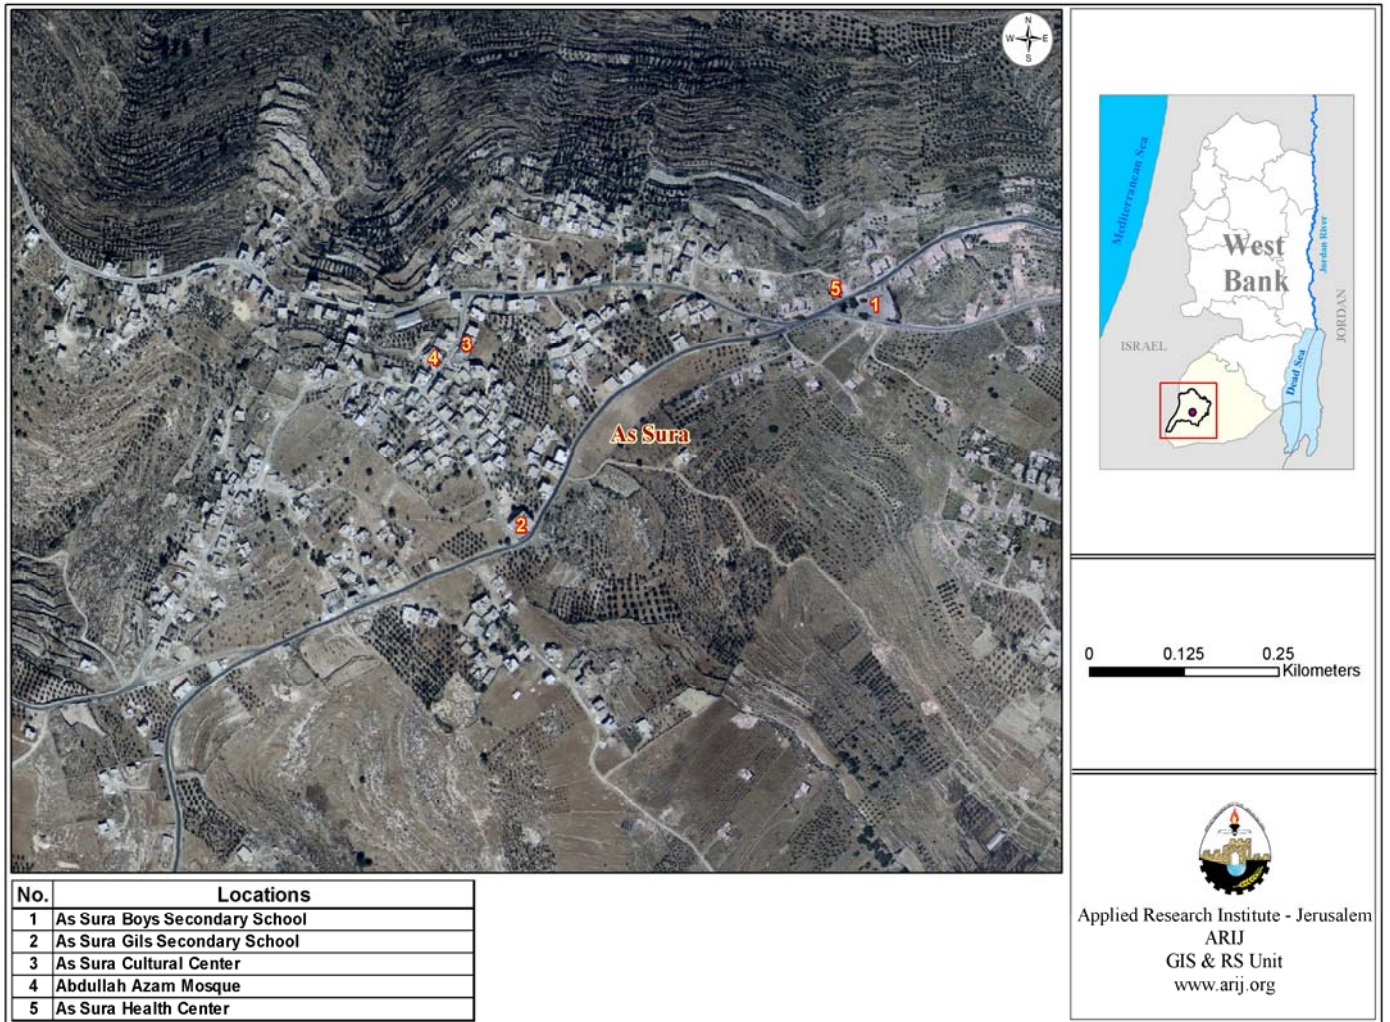 N
W E
S
5
1
3
4
As Sura
2
Mediterranean Sea
West
Bank
Jordan River
JORDAN
ISRAEL
Dead Sea
0 0.125 0.25
Kilometers
Applied Research Institute - Jerusalem
ARIJ
GIS & RS Unit
www.arij.org
No. Locations
1 As Sura Boys Secondary School
2 As Sura Gils Secondary School
3 As Sura Cultural Center
4 Abdullah Azam Mosque
5 As Sura Health Center